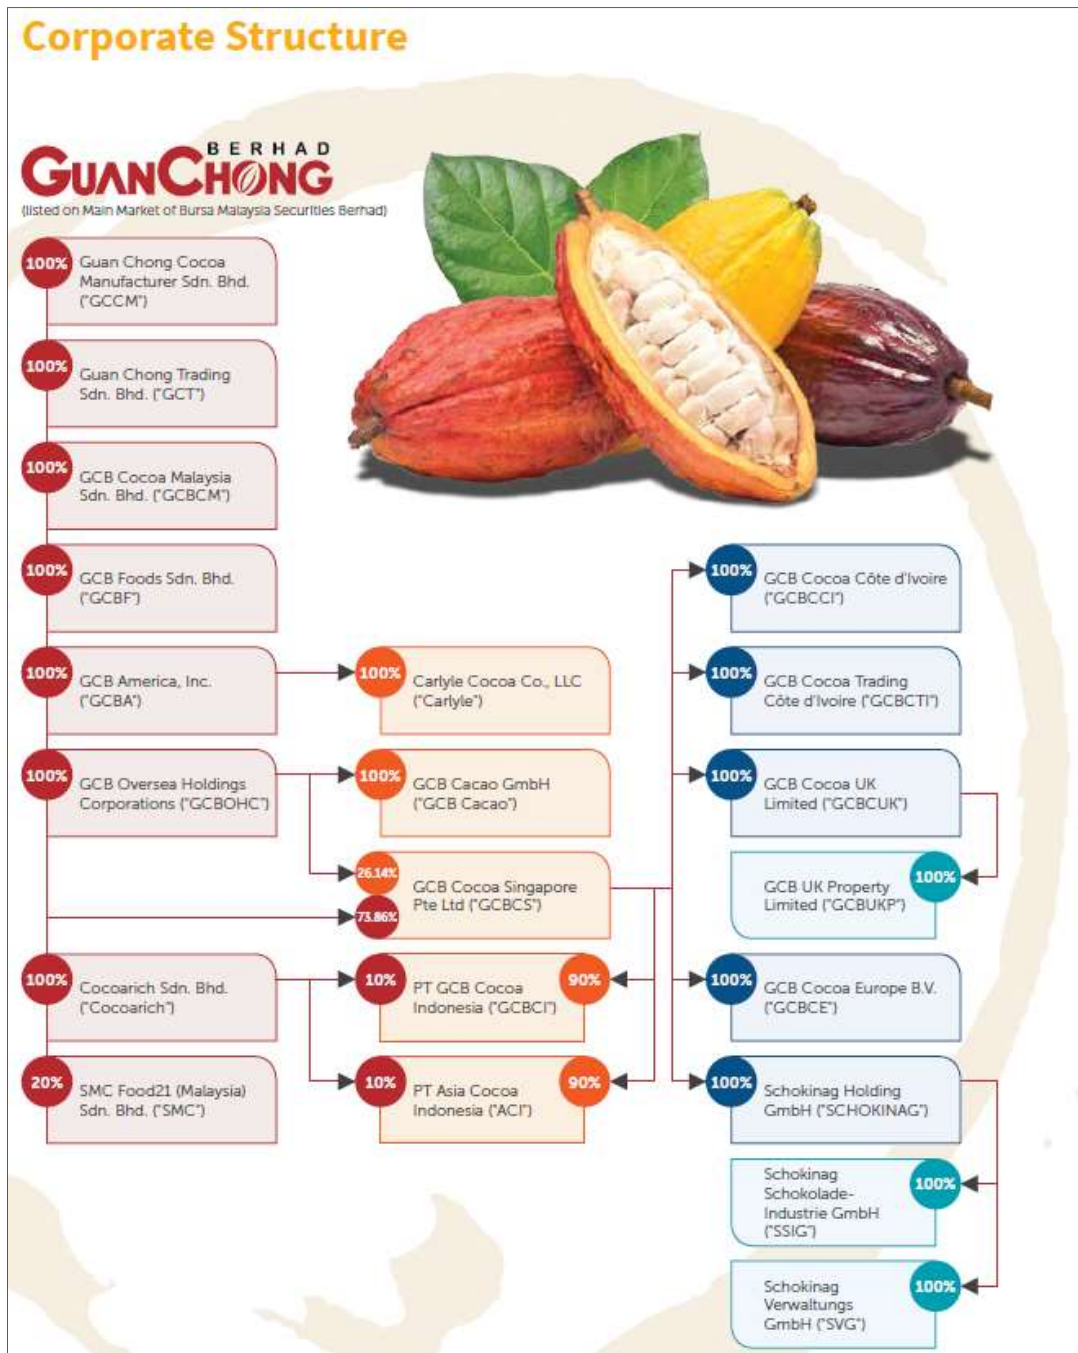 Corporate Structure
BERHAD
GUANCHONG
(listed on Main Market of Bursa Malaysia Securities Berhad)
100%
Guan Chong Cocoa
Manufacturer Sdn. Bhd.
("GCCM")
100%
Guan Chong Trading
Sdn. Bhd. ("GCT")
100%
GCB Cocoa Malaysia
Sdn. Bhd. ("GCBCM")
100%
GCB Foods Sdn. Bhd.
("GCBF")
100%
GCB America, Inc.
("GCBA")
100%
GCB Oversea Holdings
Corporations ("GCBOHC")
100%
Cocoarich Sdn. Bhd.
("Cocoarich")
20%
SMC Food21 (Malaysia)
Sdn. Bhd. ("SMC")
100%
Carlyle Cocoa Co., LLC
("Carlyle")
100%
GCB Cacao GmbH
("GCB Cacao")
26.14%
73.86%
GCB Cocoa Singapore
Pte Ltd ("GCBCS")
10%
PT GCB Cocoa
Indonesia ("GCBCI")
90%
10%
PT Asia Cocoa
Indonesia ("ACI")
90%
100%
GCB Cocoa Côte d'Ivoire
("GCBCCI")
100%
GCB Cocoa Trading
Côte d'Ivoire ("GCBCTI")
100%
GCB Cocoa UK
Limited ("GCBCUK")
GCB UK Property
Limited ("GCBUKP")
100%
100%
GCB Cocoa Europe B.V.
("GCBCE")
100%
Schokinag Holding
GmbH ("SCHOKINAG")
Schokinag
Schokolade-
Industrie GmbH
("SSIG")
100%
Schokinag
Verwaltungs
GmbH ("SVG")
100%